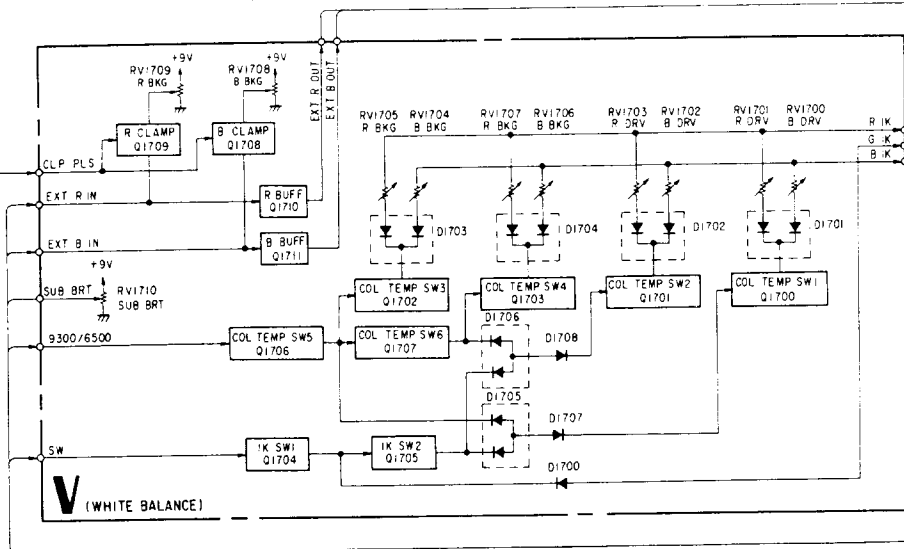 +9V
RV1709
R BKG
+9V
RV1708
B BKG
EXT R OUT
EXT B OUT
R CLAMP
Q1709
B CLAMP
Q1708
RV1705
R BKG
RV1704
B BKG
RV1707
R BKG
RV1706
B BKG
RV1703
R DRV
RV1702
B DRV
RV1701
R DRV
RV1700
B DRV
R IK
G IK
B IK
CLP PLS
EXT R IN
R BUFF
Q1710
EXT B IN
B BUFF
Q1711
D1703
D1704
D1702
D1701
+9V
SUB BRT
RV1710
SUB BRT
COL TEMP SW3
Q1702
COL TEMP SW4
Q1703
COL TEMP SW2
Q1701
COL TEMP SW1
Q1700
9300/6500
COL TEMP SW5
Q1706
COL TEMP SW6
Q1707
D1706
D1708
D1705
D1707
SW
IK SW1
Q1704
IK SW2
Q1705
D1700
V (WHITE BALANCE)